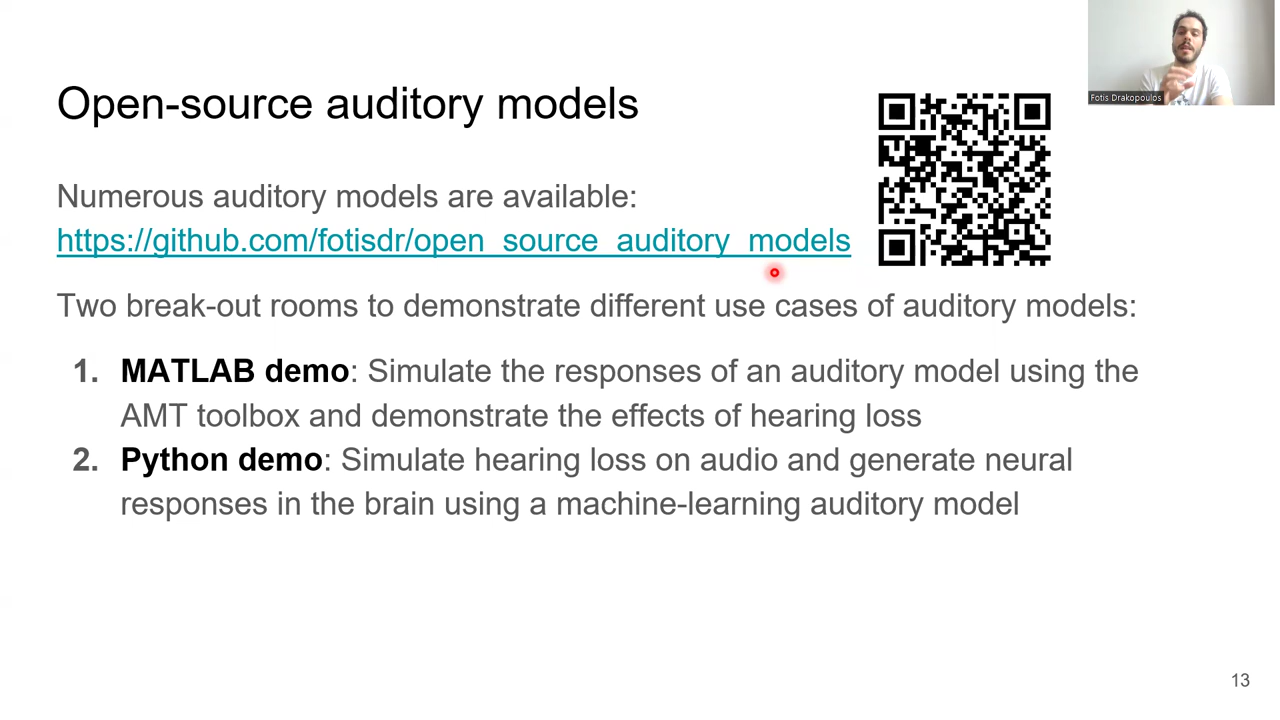 Fotis Drakopoulos
Open-source auditory models
Numerous auditory models are available:
https://github.com/fotisdr/open_source_auditory_models
Two break-out rooms to demonstrate different use cases of auditory models:
1. MATLAB demo: Simulate the responses of an auditory model using the
AMT toolbox and demonstrate the effects of hearing loss
2. Python demo: Simulate hearing loss on audio and generate neural
responses in the brain using a machine-learning auditory model
13